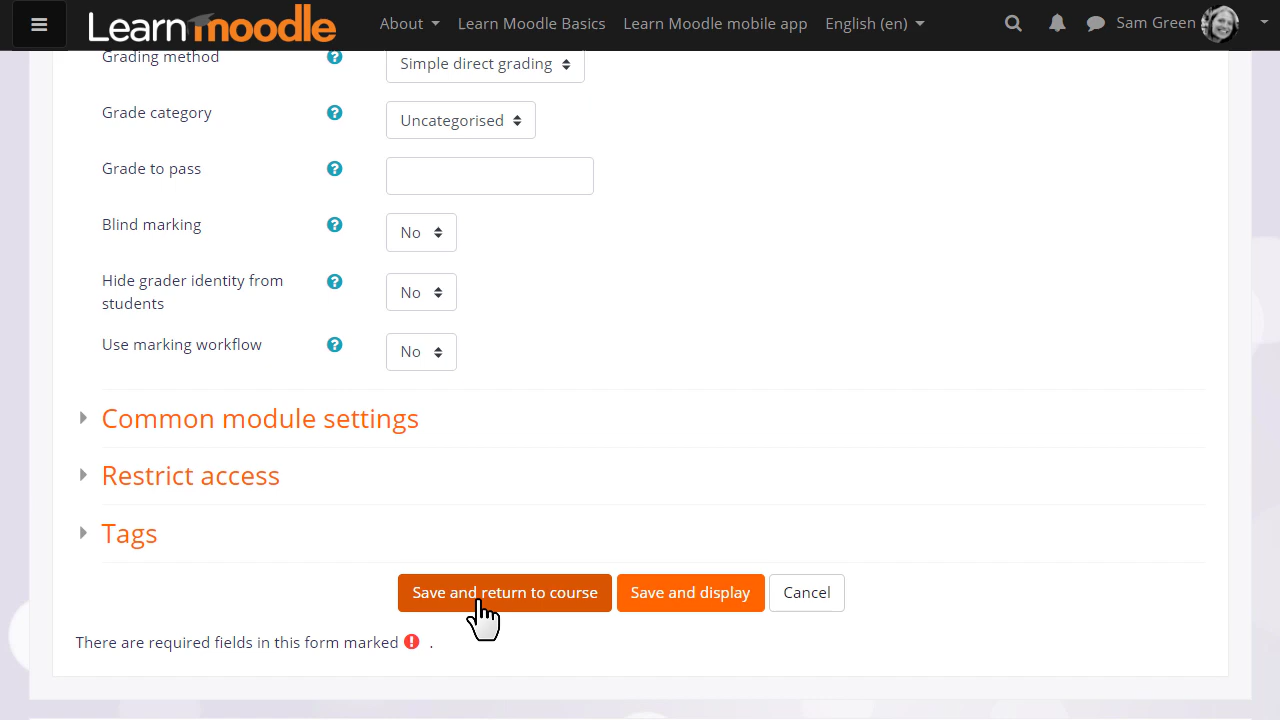 Learn moodle About Learn Moodle Basics Learn Moodle mobile app English (en) Sam Green
Grading method Simple direct grading
Grade category Uncategorised
Grade to pass
Blind marking No
Hide grader identity from No
students
Use marking workflow No
Common module settings
Restrict access
Tags
Save and return to course Save and display Cancel
There are required fields in this form marked .